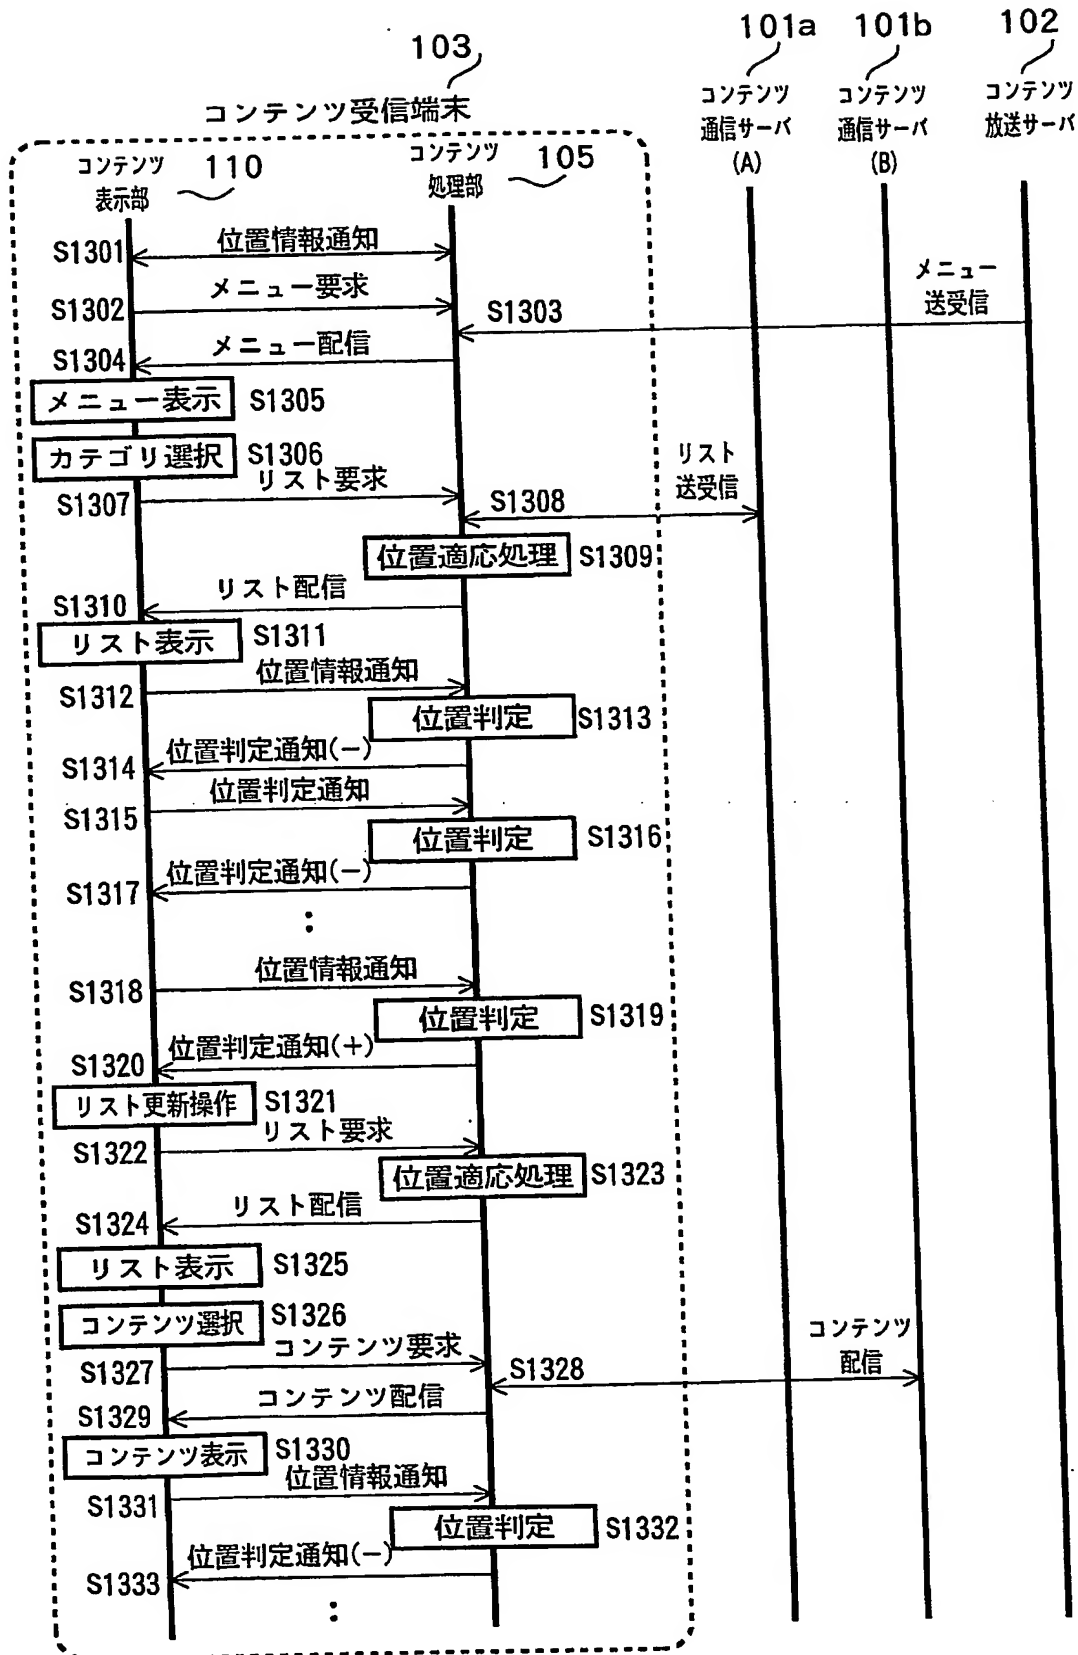 103
101a
101b
102
コンテンツ受信端末
コンテンツ
通信サーバ
(A)
コンテンツ
通信サーバ
(B)
コンテンツ
放送サーバ
コンテンツ
表示部
110
コンテンツ
処理部
105
S1301
位置情報通知
S1302
メニュー要求
S1303
メニュー
送受信
S1304
メニュー配信
メニュー表示
S1305
カテゴリ選択
S1306
S1307
リスト要求
S1308
リスト
送受信
位置適応処理
S1309
S1310
リスト配信
リスト表示
S1311
S1312
位置情報通知
位置判定
S1313
S1314
位置判定通知(−)
S1315
位置判定通知
位置判定
S1316
S1317
位置判定通知(−)
:
S1318
位置情報通知
位置判定
S1319
S1320
位置判定通知(+)
リスト更新操作
S1321
S1322
リスト要求
位置適応処理
S1323
S1324
リスト配信
リスト表示
S1325
コンテンツ選択
S1326
S1327
コンテンツ要求
S1328
コンテンツ
配信
S1329
コンテンツ配信
コンテンツ表示
S1330
S1331
位置情報通知
位置判定
S1332
S1333
位置判定通知(−)
: